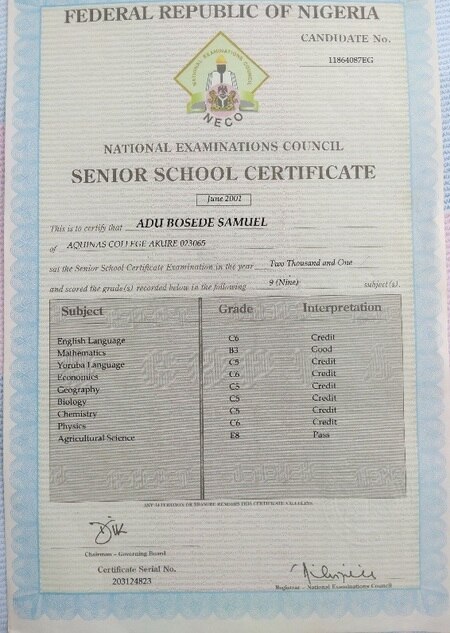 FEDERAL REPUBLIC OF NIGERIA
CANDIDATE No.
11864087EG
NATIONAL EXAMINATIONS COUNCIL
NECO
NATIONAL EXAMINATIONS COUNCIL
SENIOR SCHOOL CERTIFICATE
June 2001
This is to certify that ADU BOSEDE SAMUEL
of AQUINAS COLLEGE AKURE 023065
sat the Senior School Certificate Examination in the year Two Thousand and One
and scored the grade(s) recorded below in the following 9 (Nine) subject(s).
Subject Grade Interpretation
English Language C6 Credit
Mathematics B3 Good
Yoruba Language C5 Credit
Economics C6 Credit
Geography C5 Credit
Biology C5 Credit
Chemistry C5 Credit
Physics C6 Credit
Agricultural Science E8 Pass
ANY ALTERATION OR ERASURE RENDERS THIS CERTIFICATE
Chairman – Governing Board
Certificate Serial No.
203124823
Registrar – National Examinations Council